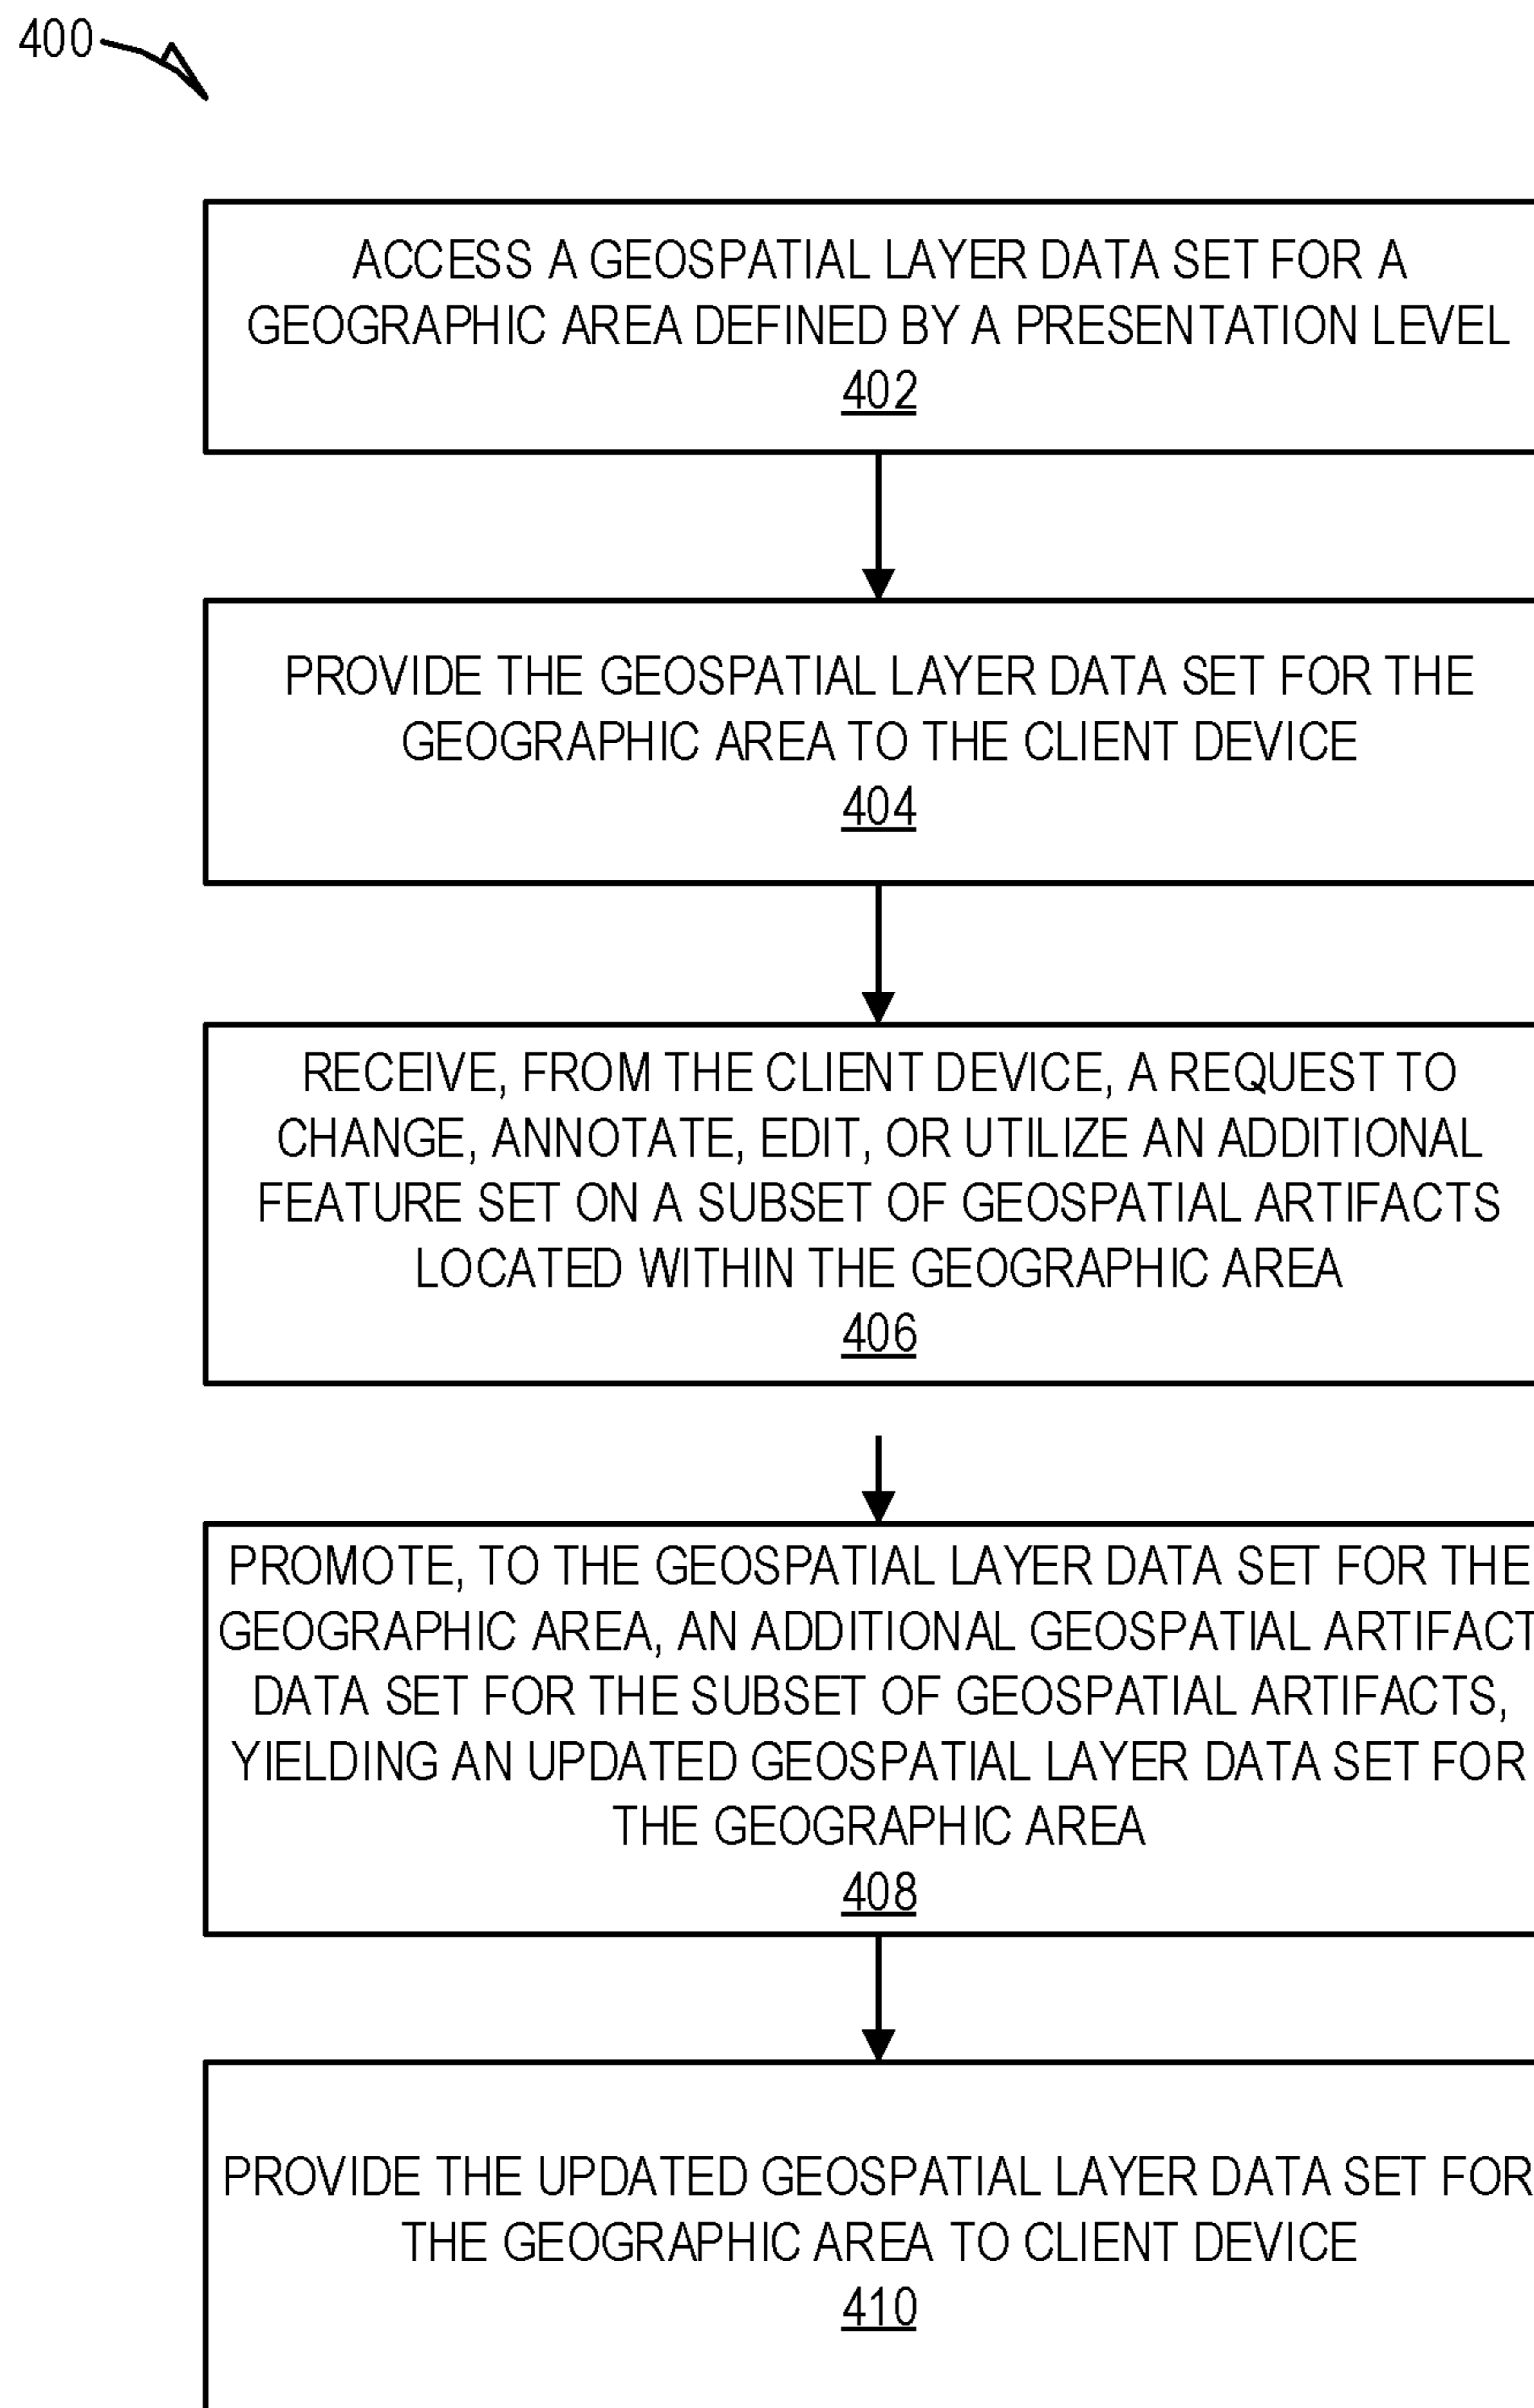 400
ACCESS A GEOSPATIAL LAYER DATA SET FOR A
GEOGRAPHIC AREA DEFINED BY A PRESENTATION LEVEL
402
PROVIDE THE GEOSPATIAL LAYER DATA SET FOR THE
GEOGRAPHIC AREA TO THE CLIENT DEVICE
404
RECEIVE, FROM THE CLIENT DEVICE, A REQUEST TO
CHANGE, ANNOTATE, EDIT, OR UTILIZE AN ADDITIONAL
FEATURE SET ON A SUBSET OF GEOSPATIAL ARTIFACTS
LOCATED WITHIN THE GEOGRAPHIC AREA
406
PROMOTE, TO THE GEOSPATIAL LAYER DATA SET FOR THE
GEOGRAPHIC AREA, AN ADDITIONAL GEOSPATIAL ARTIFACT
DATA SET FOR THE SUBSET OF GEOSPATIAL ARTIFACTS,
YIELDING AN UPDATED GEOSPATIAL LAYER DATA SET FOR
THE GEOGRAPHIC AREA
408
PROVIDE THE UPDATED GEOSPATIAL LAYER DATA SET FOR
THE GEOGRAPHIC AREA TO CLIENT DEVICE
410